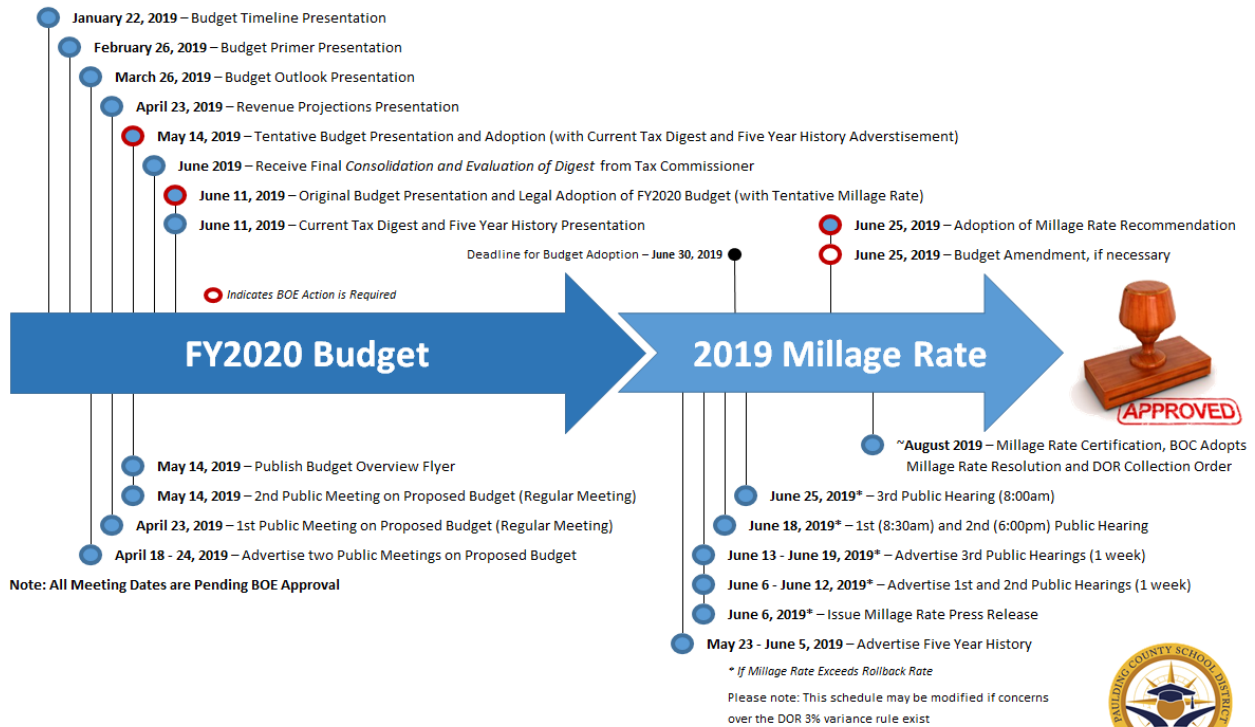 January 22, 2019 – Budget Timeline Presentation
February 26, 2019 – Budget Primer Presentation
March 26, 2019 – Budget Outlook Presentation
April 23, 2019 – Revenue Projections Presentation
May 14, 2019 – Tentative Budget Presentation and Adoption (with Current Tax Digest and Five Year History Adverstisement)
June 2019 – Receive Final Consolidation and Evaluation of Digest from Tax Commissioner
June 11, 2019 – Original Budget Presentation and Legal Adoption of FY2020 Budget (with Tentative Millage Rate)
June 11, 2019 – Current Tax Digest and Five Year History Presentation
June 25, 2019 – Adoption of Millage Rate Recommendation
Deadline for Budget Adoption – June 30, 2019
June 25, 2019 – Budget Amendment, if necessary
Indicates BOE Action is Required
FY2020 Budget
2019 Millage Rate
APPROVED
May 14, 2019 – Publish Budget Overview Flyer
May 14, 2019 – 2nd Public Meeting on Proposed Budget (Regular Meeting)
April 23, 2019 – 1st Public Meeting on Proposed Budget (Regular Meeting)
April 18 - 24, 2019 – Advertise two Public Meetings on Proposed Budget
Note: All Meeting Dates are Pending BOE Approval
~August 2019 – Millage Rate Certification, BOC Adopts
Millage Rate Resolution and DOR Collection Order
June 25, 2019* – 3rd Public Hearing (8:00am)
June 18, 2019* – 1st (8:30am) and 2nd (6:00pm) Public Hearing
June 13 - June 19, 2019* – Advertise 3rd Public Hearings (1 week)
June 6 - June 12, 2019* – Advertise 1st and 2nd Public Hearings (1 week)
June 6, 2019* – Issue Millage Rate Press Release
May 23 - June 5, 2019 – Advertise Five Year History
* If Millage Rate Exceeds Rollback Rate
Please note: This schedule may be modified if concerns
over the DOR 3% variance rule exist
PAULDING COUNTY SCHOOL DISTRICT